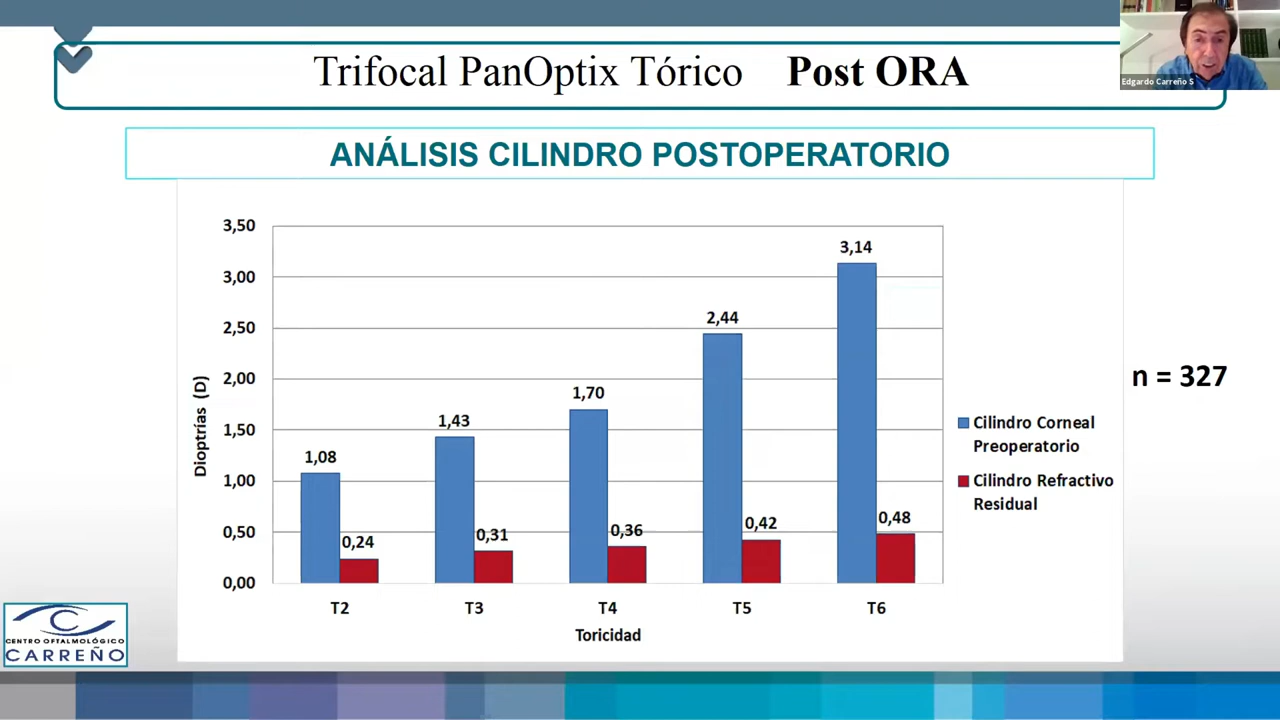 Trifocal PanOptix Tórico Post ORA
Edgardo Carreño S
ANÁLISIS CILINDRO POSTOPERATORIO
3,50
3,00
2,50
2,00
1,50
1,00
0,50
0,00
Dioptrías (D)
1,08
0,24
1,43
0,31
1,70
0,36
2,44
0,42
3,14
0,48
T2 T3 T4 T5 T6
Toricidad
Cilindro Corneal
Preoperatorio
Cilindro Refractivo
Residual
n = 327
CENTRO OFTALMOLÓGICO
CARREÑO